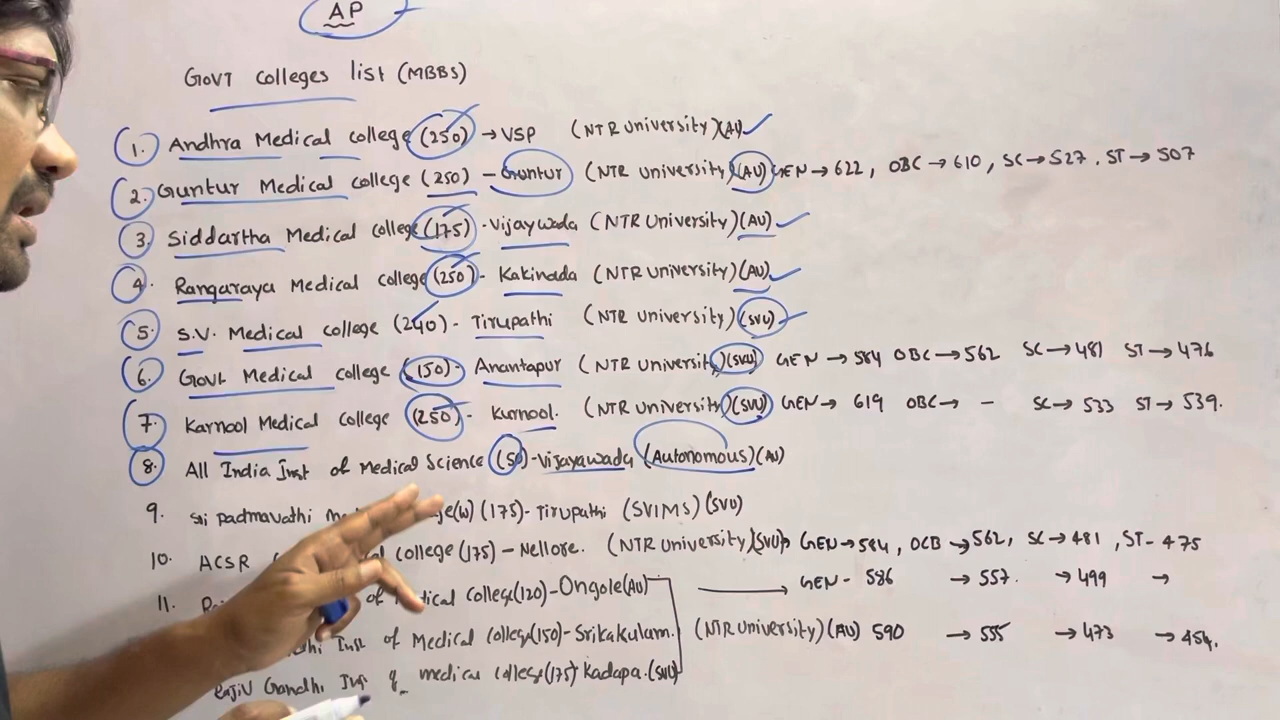 AP
Govt colleges list (MBBS)
1. Andhra Medical college (250) → VSP (NTR University)(AU) ✓
2. Guntur Medical college (250) - Guntur (NTR University)(AU) GEN → 622, OBC → 610, SC → 527, ST → 507
3. Siddartha Medical college (175) - Vijaywada (NTR University)(AU) ✓
4. Rangaraya Medical college (250) - Kakinada (NTR University)(AU) ✓
5. S.V. Medical college (240) - Tirupathi (NTR University)(SVU)
6. Govt Medical college (150) - Anantapur (NTR University)(SVU) GEN → 584 OBC → 562 SC → 481 ST → 476
7. Karnool Medical College (250) - Kurnool. (NTR University)(SVU) GEN → 619 OBC → - SC → 533 ST → 539.
8. All India Inst of Medical Science (50) - Vijayawada (Autonomous)(AU)
9. Sri padmavathi (W) (175) - Tirupathi (SVIMS) (SVU)
10. ACSR college (175) - Nellore. (NTR University)(SVU) GEN → 584, OCB → 562, SC → 481, ST - 475
11. of Medical College (120) - Ongole (AU) → GEN - 586 → 557. → 499 →
Inst of Medical College (150) - Srikakulam. (NTR University) (AU) 590 → 555 → 473 → 454.
Rajiv Gandhi Inst of medical college (175) Kadapa. (SVU)